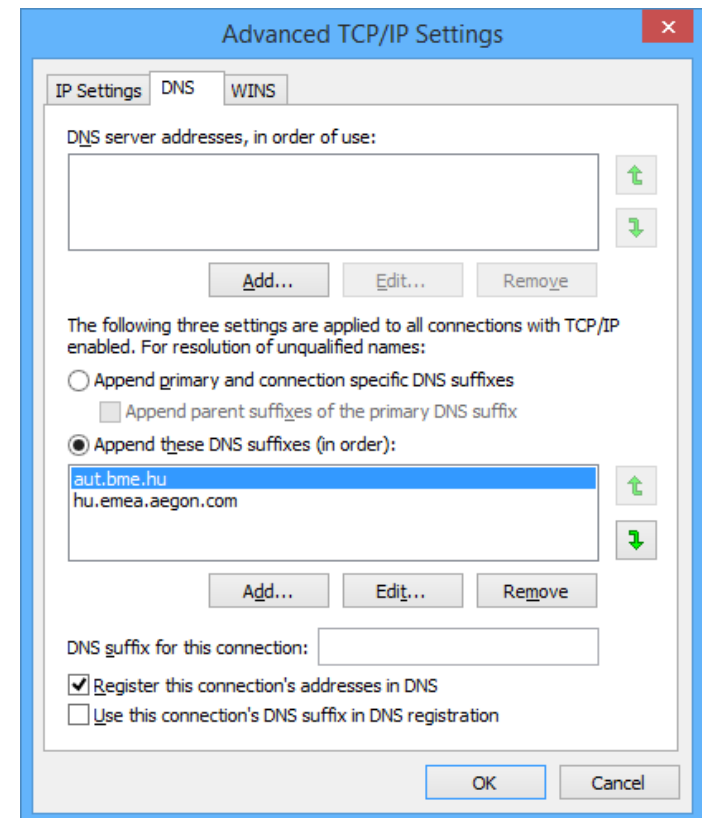 Advanced TCP/IP Settings
IP Settings
DNS
WINS
DNS server addresses, in order of use:
Add...
Edit...
Remove
The following three settings are applied to all connections with TCP/IP
enabled. For resolution of unqualified names:
Append primary and connection specific DNS suffixes
Append parent suffixes of the primary DNS suffix
Append these DNS suffixes (in order):
aut.bme.hu
hu.emea.aegon.com
Add...
Edit...
Remove
DNS suffix for this connection:
Register this connection's addresses in DNS
Use this connection's DNS suffix in DNS registration
OK
Cancel